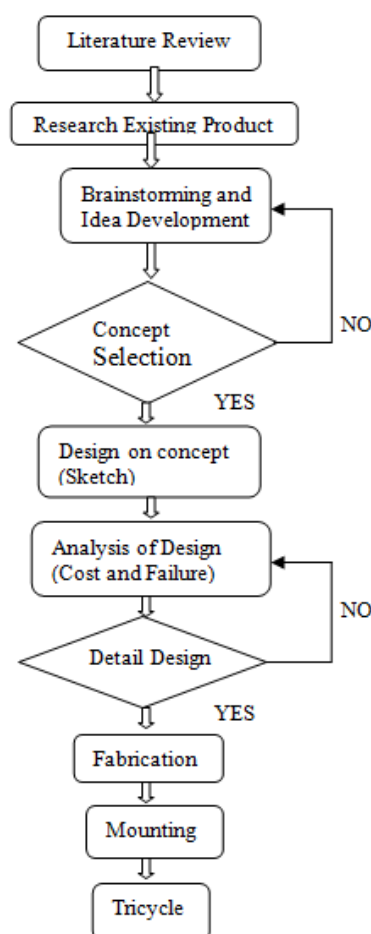 Literature Review
Research Existing Product
Brainstorming and
Idea Development
Concept
Selection
NO
YES
Design on concept
(Sketch)
Analysis of Design
(Cost and Failure)
NO
Detail Design
YES
Fabrication
Mounting
Tricycle